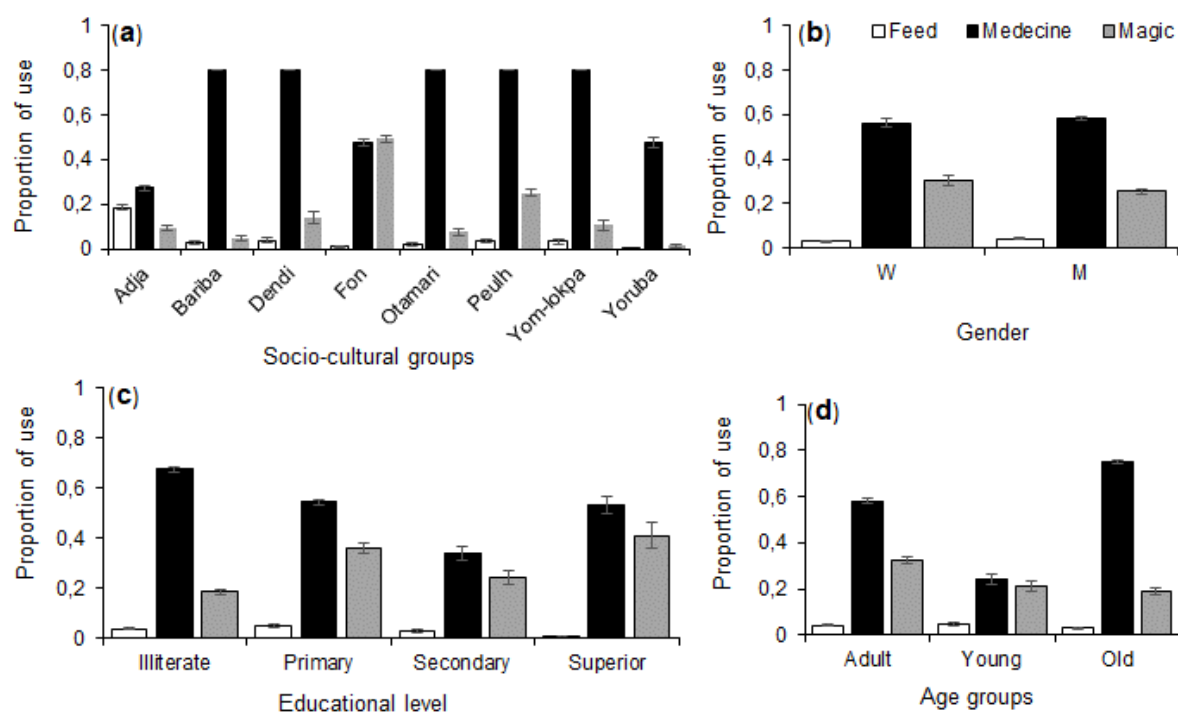 (a)
Proportion of use
1
0,8
0,6
0,4
0,2
0
Adja Bariba Dendi Fon Otamari Peulh Yom-lokpa Yoruba
Socio-cultural groups
(b)
Feed Medecine Magic
Proportion of use
1
0,8
0,6
0,4
0,2
0
W M
Gender
(c)
Proportion of use
1
0,8
0,6
0,4
0,2
0
Illiterate Primary Secondary Superior
Educational level
(d)
Proportion of use
1
0,8
0,6
0,4
0,2
0
Adult Young Old
Age groups